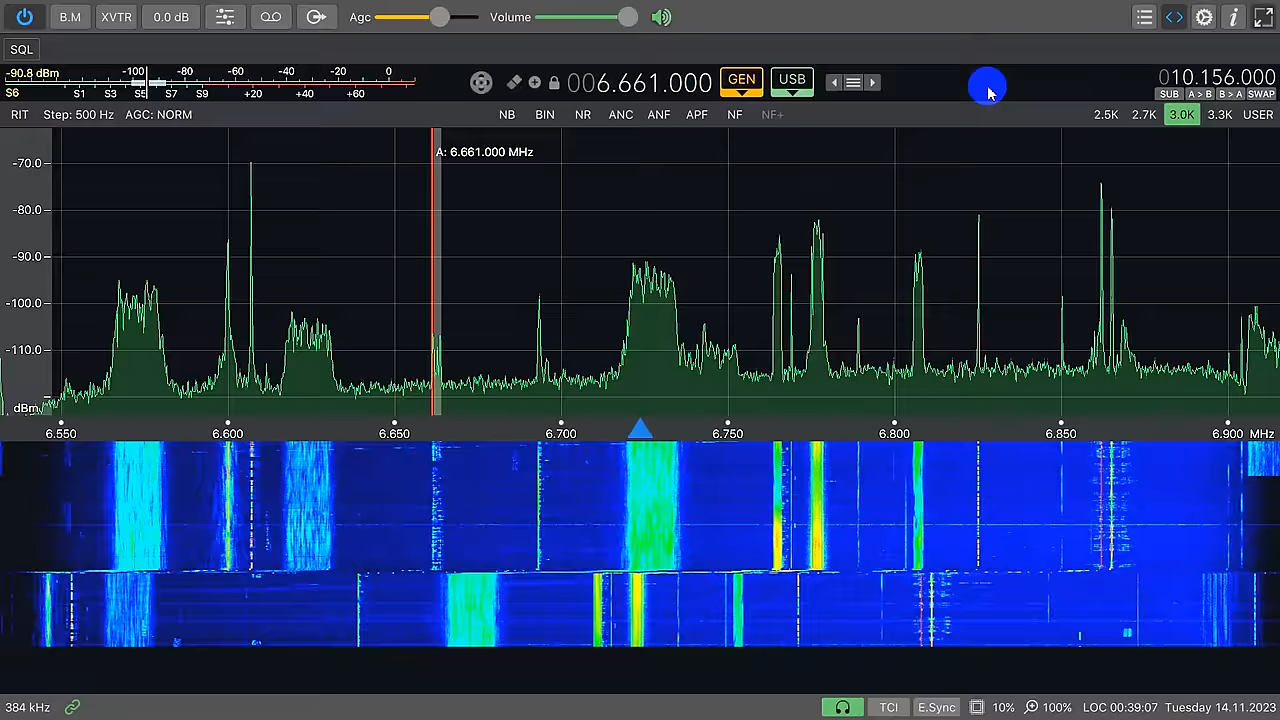 B.M XVTR 0.0 dB Agc Volume
SQL
-90.8 dBm -100 -80 -60 -40 -20 0
S6 S1 S3 S5 S7 S9 +20 +40 +60
006.661.000 GEN USB
010.156.000
SUB A > B B > A SWAP
RIT Step: 500 Hz AGC: NORM NB BIN NR ANC ANF APF NF NF+ 2.5K 2.7K 3.0K 3.3K USER
A: 6.661.000 MHz
-70.0
-80.0
-90.0
-100.0
-110.0
dBm
6.550 6.600 6.650 6.700 6.750 6.800 6.850 6.900 MHz
384 kHz TCI E.Sync 10% 100% LOC 00:39:07 Tuesday 14.11.2023